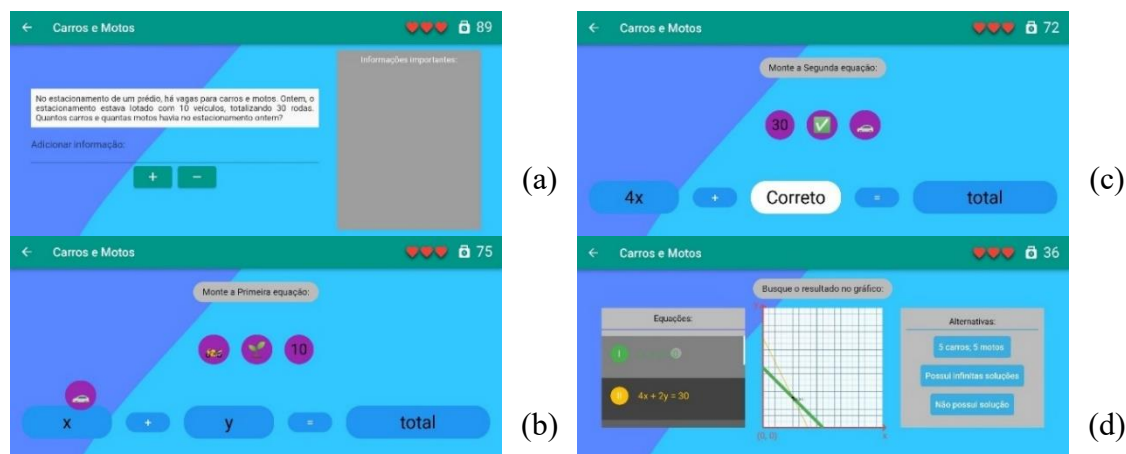 ← Carros e Motos 89
Informações importantes:
No estacionamento de um prédio, há vagas para carros e motos. Ontem, o
estacionamento estava lotado com 10 veículos, totalizando 30 rodas.
Quantos carros e quantas motos havia no estacionamento ontem?
Adicionar informação:
+ −
(a)
← Carros e Motos 75
Monte a Primeira equação:
10
x + y = total
(b)
← Carros e Motos 72
Monte a Segunda equação:
30
4x + Correto = total
(c)
← Carros e Motos 36
Busque o resultado no gráfico:
Equações:
I
II 4x + 2y = 30
(0, 0)
x
Alternativas:
5 carros; 5 motos
Possui infinitas soluções
Não possui solução
(d)